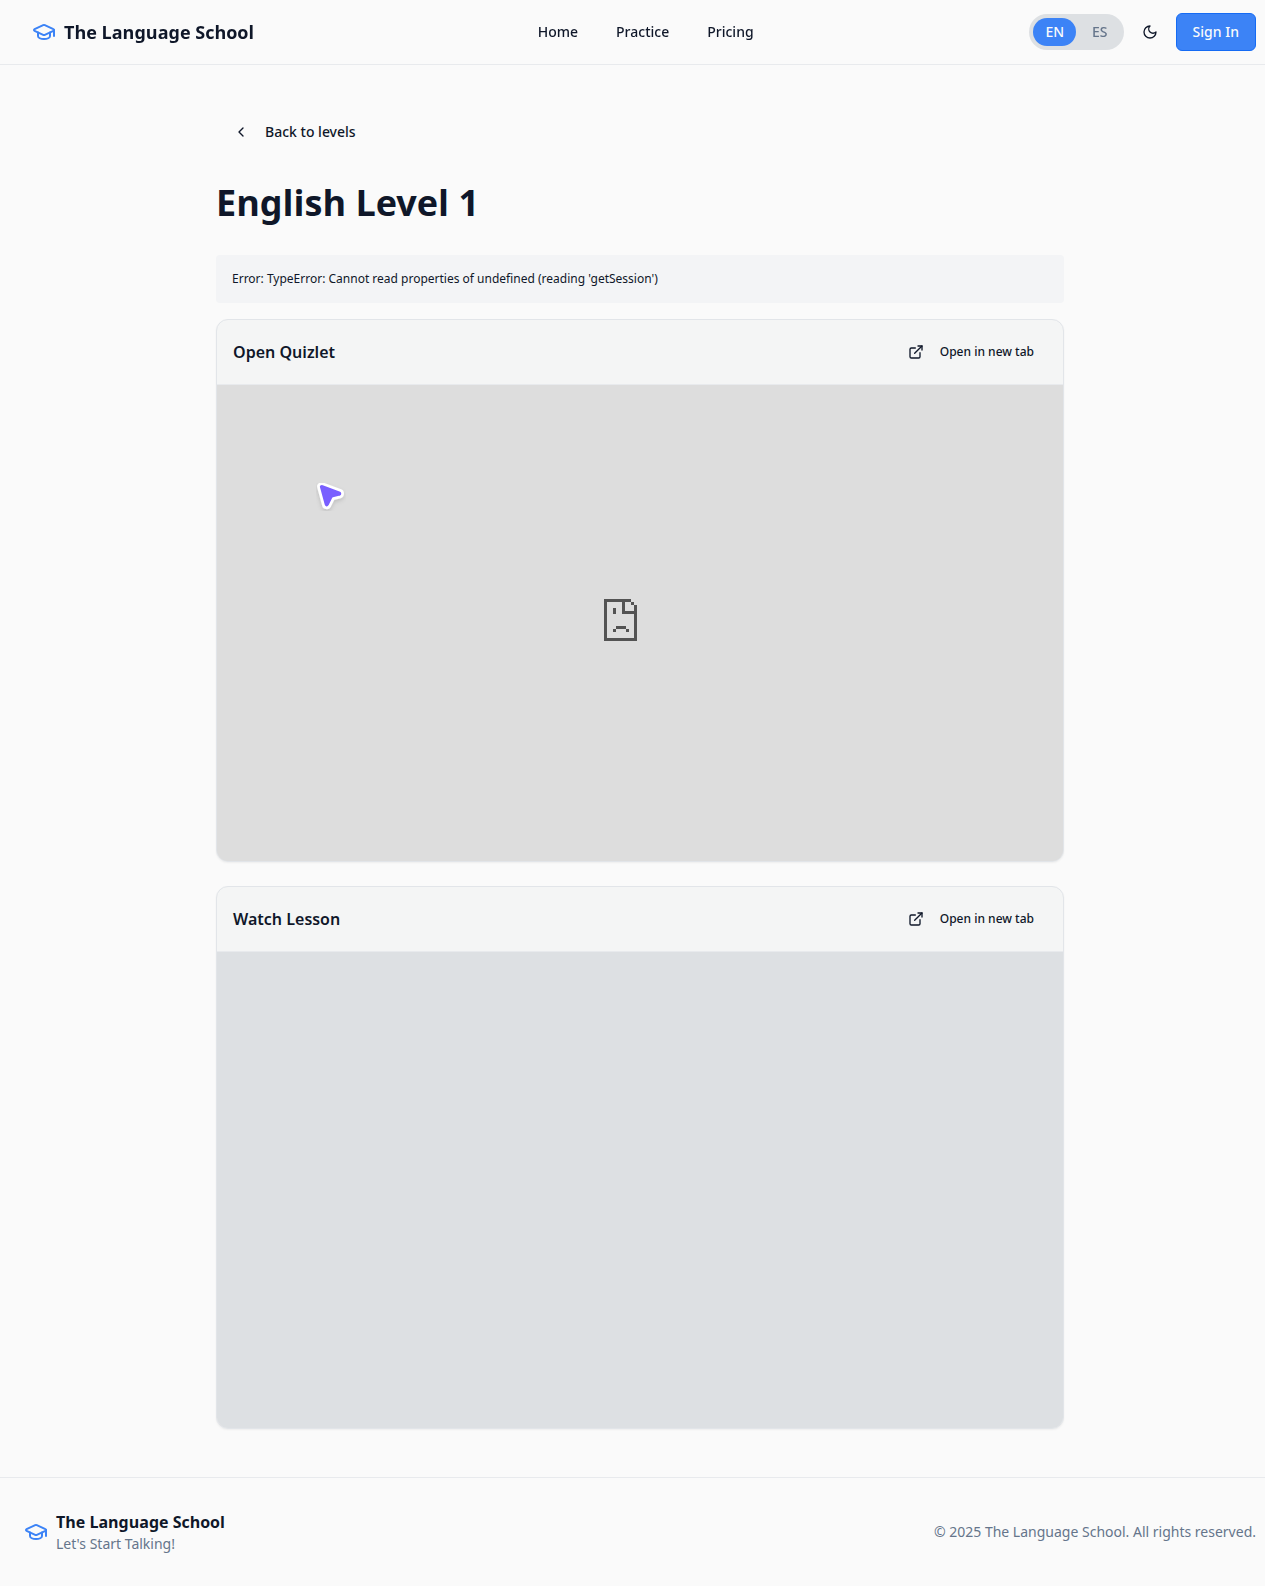 The Language School
Home
Practice
Pricing
EN
ES
Sign In
Back to levels
English Level 1
Error: TypeError: Cannot read properties of undefined (reading 'getSession')
Open Quizlet
Open in new tab
Watch Lesson
Open in new tab
The Language School
Let's Start Talking!
© 2025 The Language School. All rights reserved.